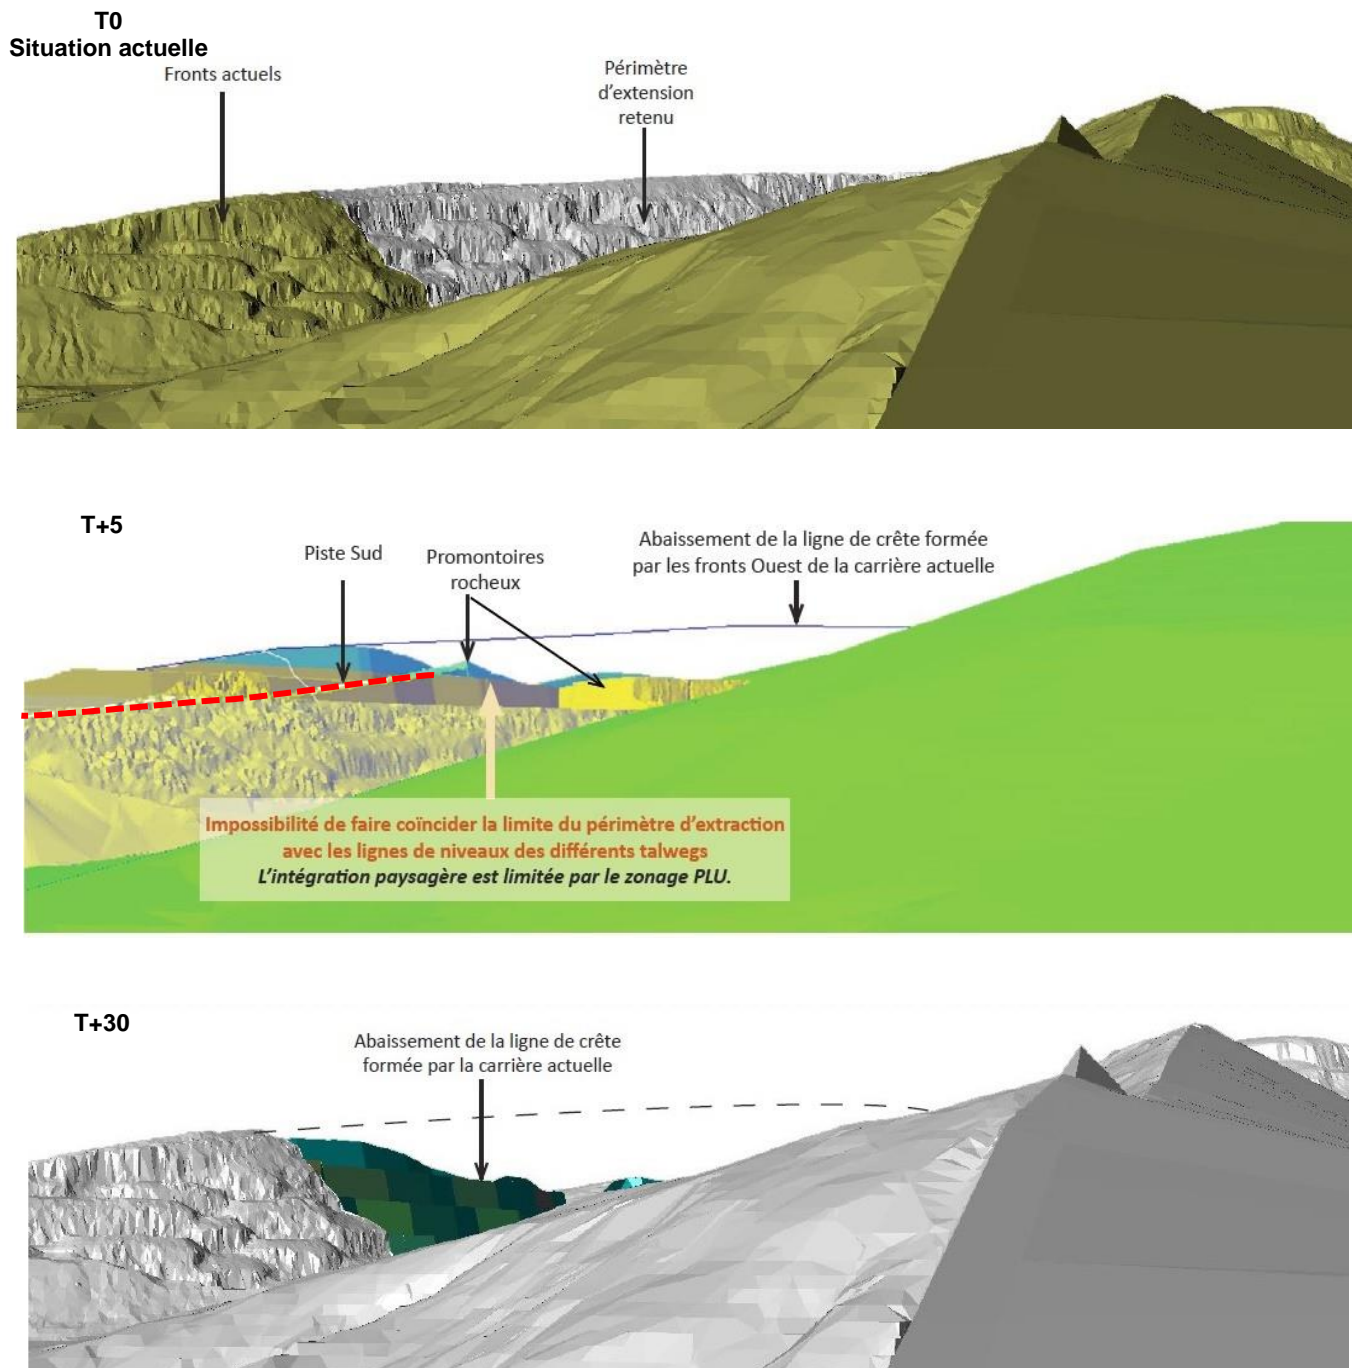 T0
Situation actuelle
Fronts actuels
Périmètre
d'extension
retenu
T+5
Piste Sud
Promontoires
rocheux
Abaissement de la ligne de crête formée
par les fronts Ouest de la carrière actuelle
Impossibilité de faire coïncider la limite du périmètre d'extraction
avec les lignes de niveaux des différents talwegs
L'intégration paysagère est limitée par le zonage PLU.
T+30
Abaissement de la ligne de crête
formée par la carrière actuelle